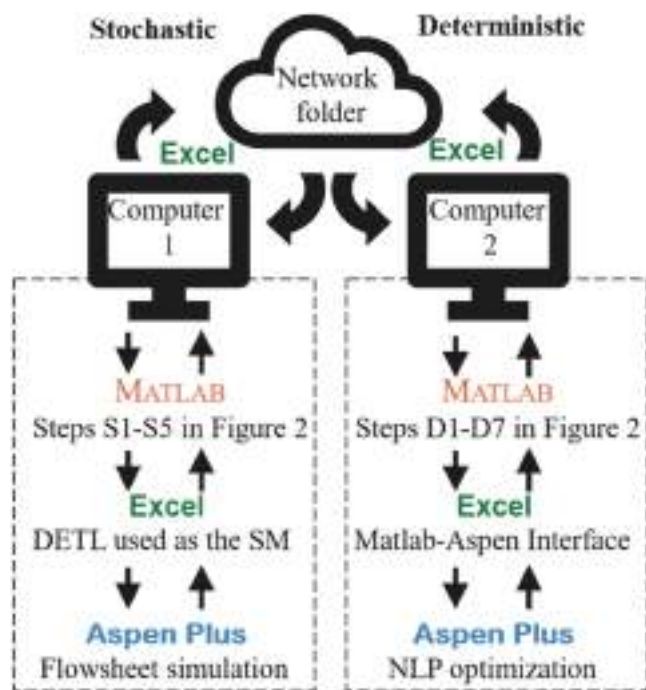 Stochastic
Deterministic
Network
folder
Excel
Excel
Computer
1
Computer
2
MATLAB
Steps S1-S5 in Figure 2
Excel
DETL used as the SM
Aspen Plus
Flowsheet simulation
MATLAB
Steps D1-D7 in Figure 2
Excel
Matlab-Aspen Interface
Aspen Plus
NLP optimization